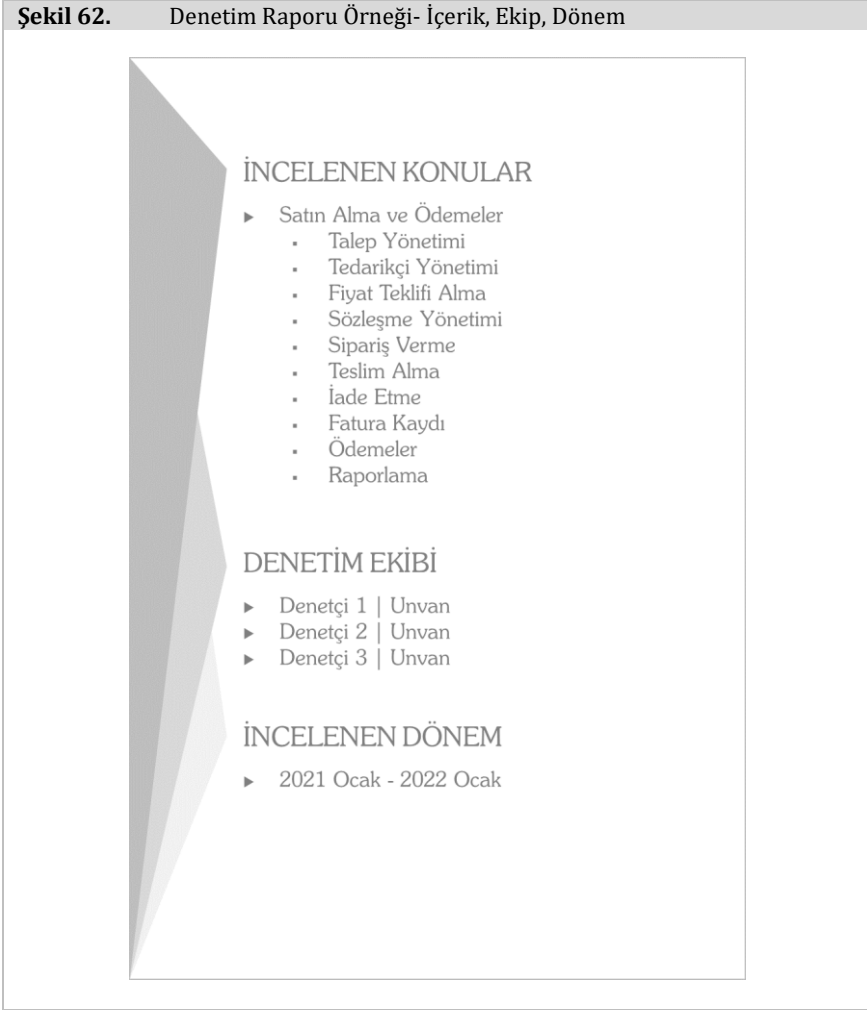 Şekil 62. Denetim Raporu Örneği- İçerik, Ekip, Dönem
İNCELENEN KONULAR
▶ Satın Alma ve Ödemeler
▪ Talep Yönetimi
▪ Tedarikçi Yönetimi
▪ Fiyat Teklifi Alma
▪ Sözleşme Yönetimi
▪ Sipariş Verme
▪ Teslim Alma
▪ İade Etme
▪ Fatura Kaydı
▪ Ödemeler
▪ Raporlama
DENETİM EKİBİ
▶ Denetçi 1 | Unvan
▶ Denetçi 2 | Unvan
▶ Denetçi 3 | Unvan
İNCELENEN DÖNEM
▶ 2021 Ocak - 2022 Ocak